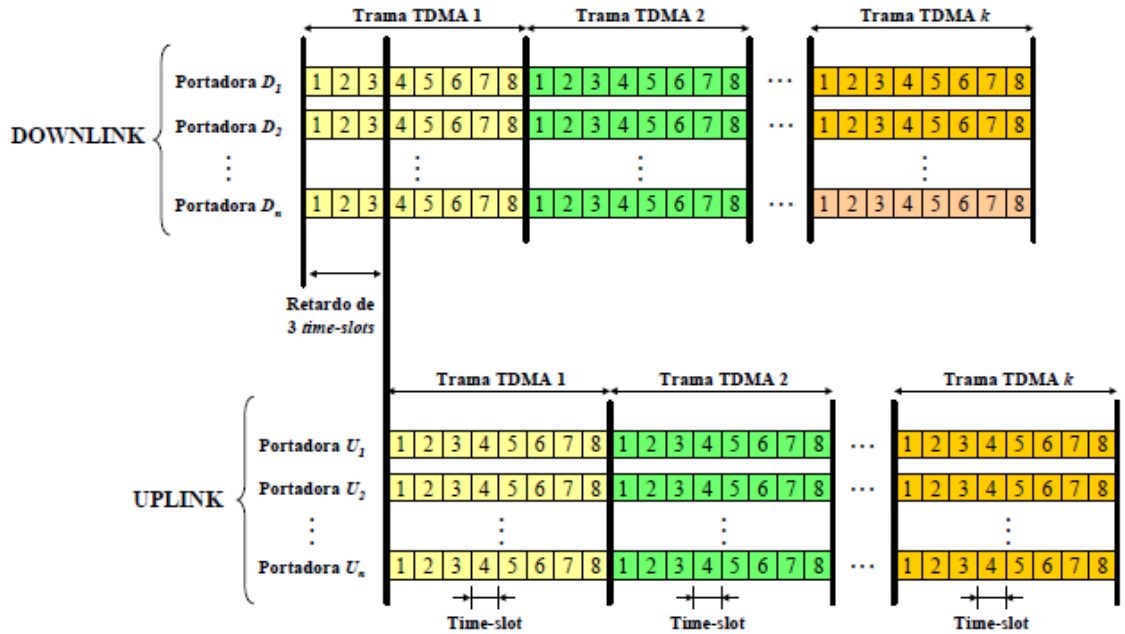 Trama TDMA 1 Trama TDMA 2 Trama TDMA k
Portadora D1 1 2 3 4 5 6 7 8 1 2 3 4 5 6 7 8 ... 1 2 3 4 5 6 7 8
DOWNLINK
Portadora D2 1 2 3 4 5 6 7 8 1 2 3 4 5 6 7 8 ... 1 2 3 4 5 6 7 8
Portadora Dn 1 2 3 4 5 6 7 8 1 2 3 4 5 6 7 8 ... 1 2 3 4 5 6 7 8
Retardo de
3 time-slots
Trama TDMA 1 Trama TDMA 2 Trama TDMA k
Portadora U1 1 2 3 4 5 6 7 8 1 2 3 4 5 6 7 8 ... 1 2 3 4 5 6 7 8
UPLINK
Portadora U2 1 2 3 4 5 6 7 8 1 2 3 4 5 6 7 8 ... 1 2 3 4 5 6 7 8
Portadora Un 1 2 3 4 5 6 7 8 1 2 3 4 5 6 7 8 ... 1 2 3 4 5 6 7 8
Time-slot Time-slot Time-slot